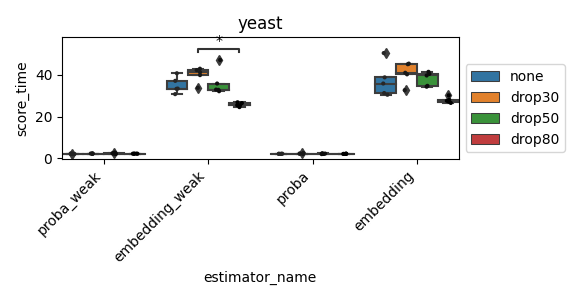 yeast
*
score_time
40
20
0
none
drop30
drop50
drop80
proba_weak
embedding_weak
proba
embedding
estimator_name